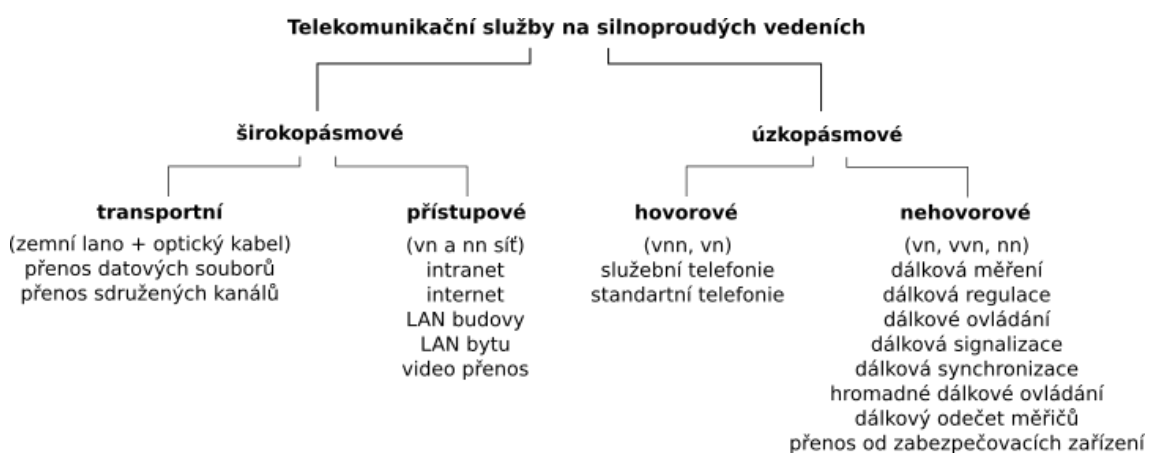 Telekomunikační služby na silnoproudých vedeních
širokopásmové
úzkopásmové
transportní
(zemní lano + optický kabel)
přenos datových souborů
přenos sdružených kanálů
přístupové
(vn a nn síť)
intranet
internet
LAN budovy
LAN bytu
video přenos
hovorové
(vnn, vn)
služební telefonie
standartní telefonie
nehovorové
(vn, vvn, nn)
dálková měření
dálková regulace
dálkové ovládání
dálková signalizace
dálková synchronizace
hromadné dálkové ovládání
dálkový odečet měřičů
přenos od zabezpečovacích zařízení